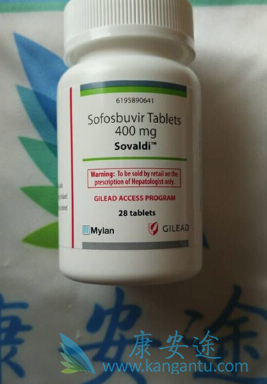 6195890641
Sofosbuvir Tablets
400 mg
Sovaldi™
Warning: To be sold by retail on the
prescription of Hepatologist only.
GILEAD ACCESS PROGRAM
28 tablets
Mylan
GILEAD
康安途
www.kangantu.com